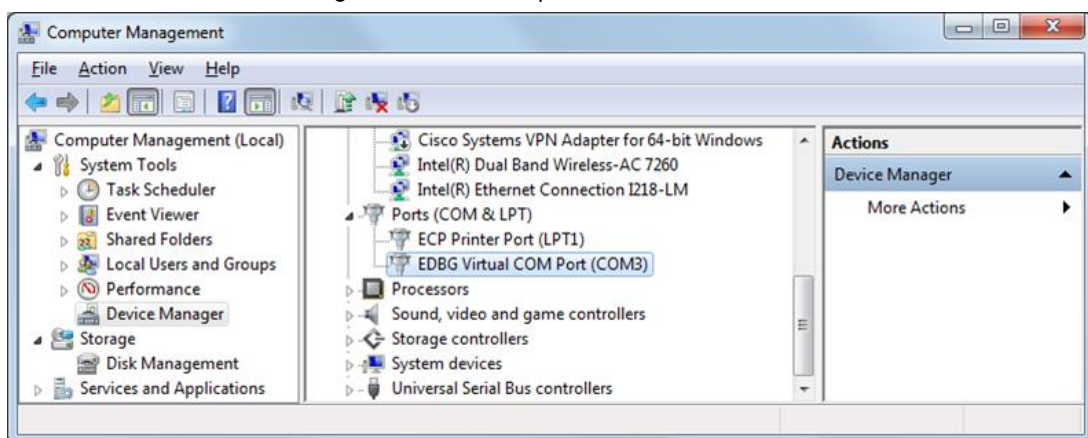 Computer Management
File Action View Help
Computer Management (Local)
System Tools
Task Scheduler
Event Viewer
Shared Folders
Local Users and Groups
Performance
Device Manager
Storage
Disk Management
Services and Applications
Cisco Systems VPN Adapter for 64-bit Windows
Intel(R) Dual Band Wireless-AC 7260
Intel(R) Ethernet Connection I218-LM
Ports (COM & LPT)
ECP Printer Port (LPT1)
EDBG Virtual COM Port (COM3)
Processors
Sound, video and game controllers
Storage controllers
System devices
Universal Serial Bus controllers
Actions
Device Manager
More Actions